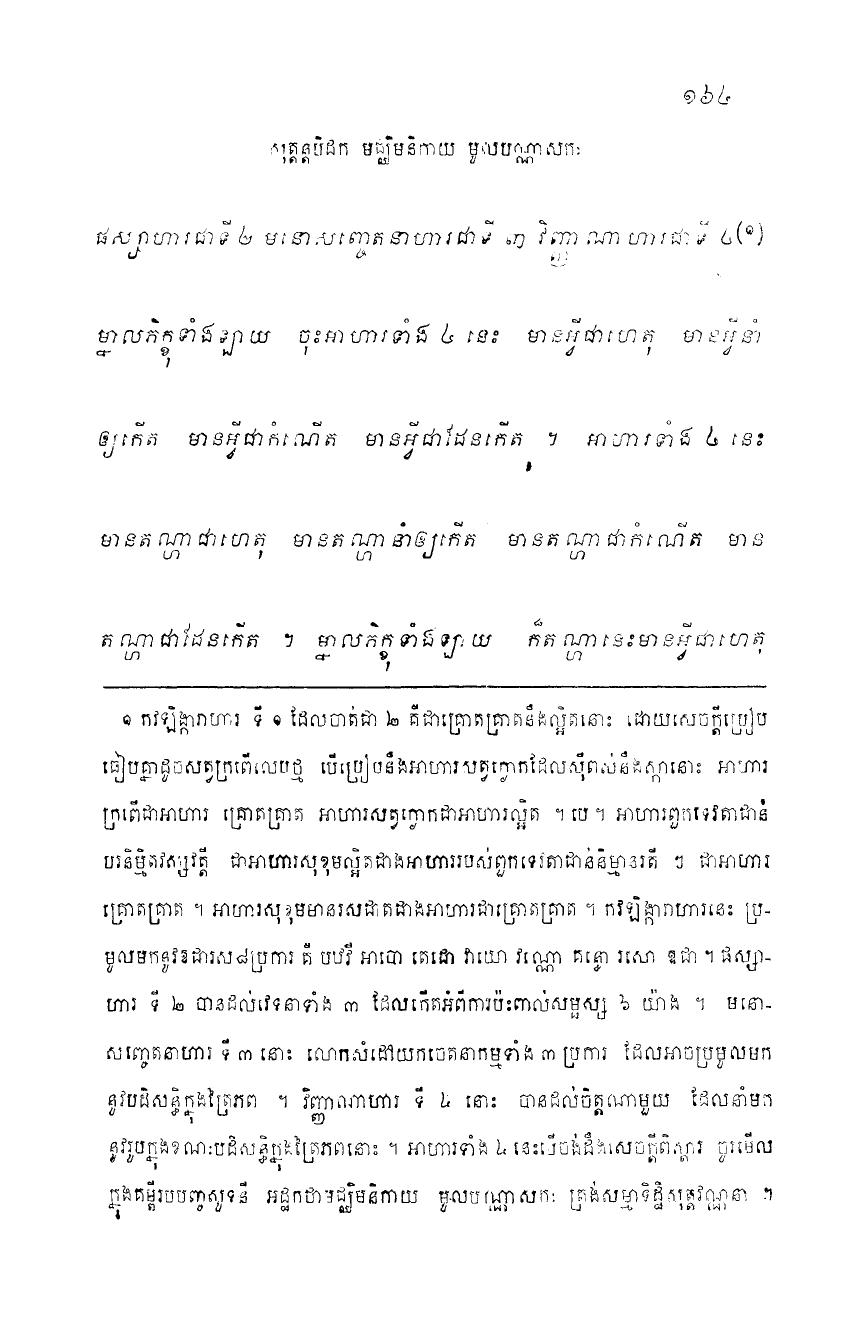 ១៦៤
សុត្តន្តបិដក មជ្ឈិមនិកាយ មូលបណ្ណាសកៈ
ផស្សាហារជាទី ២ មនោសញ្ចេតនាហារជាទី ៣ វិញ្ញាណាហារជាទី ៤(១)
ម្នាលភិក្ខុទាំងឡាយ ចុះអាហារទាំង ៤ នេះ មានអ្វីជាហេតុ មានអ្វីនាំ
ឲ្យកើត មានអ្វីជាកំណើត មានអ្វីជាដែនកើត ។ អាហារទាំង ៤ នេះ
មានតណ្ហាជាហេតុ មានតណ្ហានាំឲ្យកើត មានតណ្ហាជាកំណើត មាន
តណ្ហាជាដែនកើត ។ ម្នាលភិក្ខុទាំងឡាយ ក៏តណ្ហានេះមានអ្វីជាហេតុ
១ កវឡិង្ការាហារ ទី ១ ដែលបាត់ជា ២ គឺជាគ្រោតគ្រាតនឹងល្អិតនោះ ដោយសេចក្តីប្រៀប
ធៀបគ្នាដូចសត្វក្រពើលេបថ្ម បើប្រៀបនឹងអាហារសត្វក្ងោកដែលស៊ីពស់នឹងស្កានោះ អាហារ
ក្រពើជាអាហារ គ្រោតគ្រាត អាហារសត្វក្ងោកជាអាហារល្អិត ។ បេ ។ អាហារពួកទេវតាជាន់
បរនិម្មិតវសវត្តី ជាអាហារសុខុមល្អិតជាងអាហាររបស់ពួកទេវតាជាន់និម្មានរតី ៗ ជាអាហារ
គ្រោតគ្រាត ។ អាហារសុខុមមានរសជាតជាងអាហារជាគ្រោតគ្រាត ។ កវឡិង្ការាហារនេះ ប្រ-
មូលមកនូវឱជារស៨ប្រការ គឺ បឋវី អាបោ តេជោ វាយោ វណ្ណោ គន្ធោ រសោ ឱជា ។ ផស្សា-
ហារ ទី ២ បានដល់វេទនាទាំង ៣ ដែលកើតអំពីការប៉ះពាល់សម្ផស្ស ៦ យ៉ាង ។ មនោ-
សញ្ចេតនាហារ ទី ៣ នោះ លោកសំដៅយកចេតនាកម្មទាំង ៣ ប្រការ ដែលអាចប្រមូលមក
នូវបដិសន្ធិក្នុងត្រៃភព ។ វិញ្ញាណាហារ ទី ៤ នោះ បានដល់ចិត្តណាមួយ ដែលនាំមក
នូវរូបក្នុងខណៈបដិសន្ធិក្នុងត្រៃភពនោះ ។ អាហារទាំង ៤ នេះបើចង់ដឹងសេចក្តីពិស្តារ ចូរមើល
ក្នុងគម្ពីរបបញ្ចសូទនី អដ្ឋកថាមជ្ឈិមនិកាយ មូលបណ្ណាសកៈ ត្រង់សម្មាទិដ្ឋិសុត្តវណ្ណនា ។